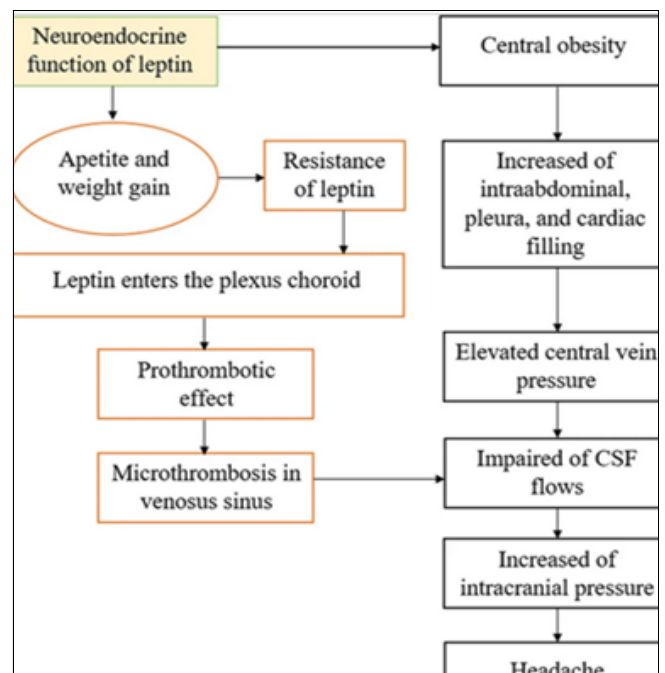 Neuroendocrine
function of leptin
Central obesity
Apetite and
weight gain
Resistance
of leptin
Increased of
intraabdominal,
pleura, and cardiac
filling
Leptin enters the plexus choroid
Elevated central vein
pressure
Prothrombotic
effect
Microthrombosis in
venosus sinus
Impaired of CSF
flows
Increased of
intracranial pressure
Headache